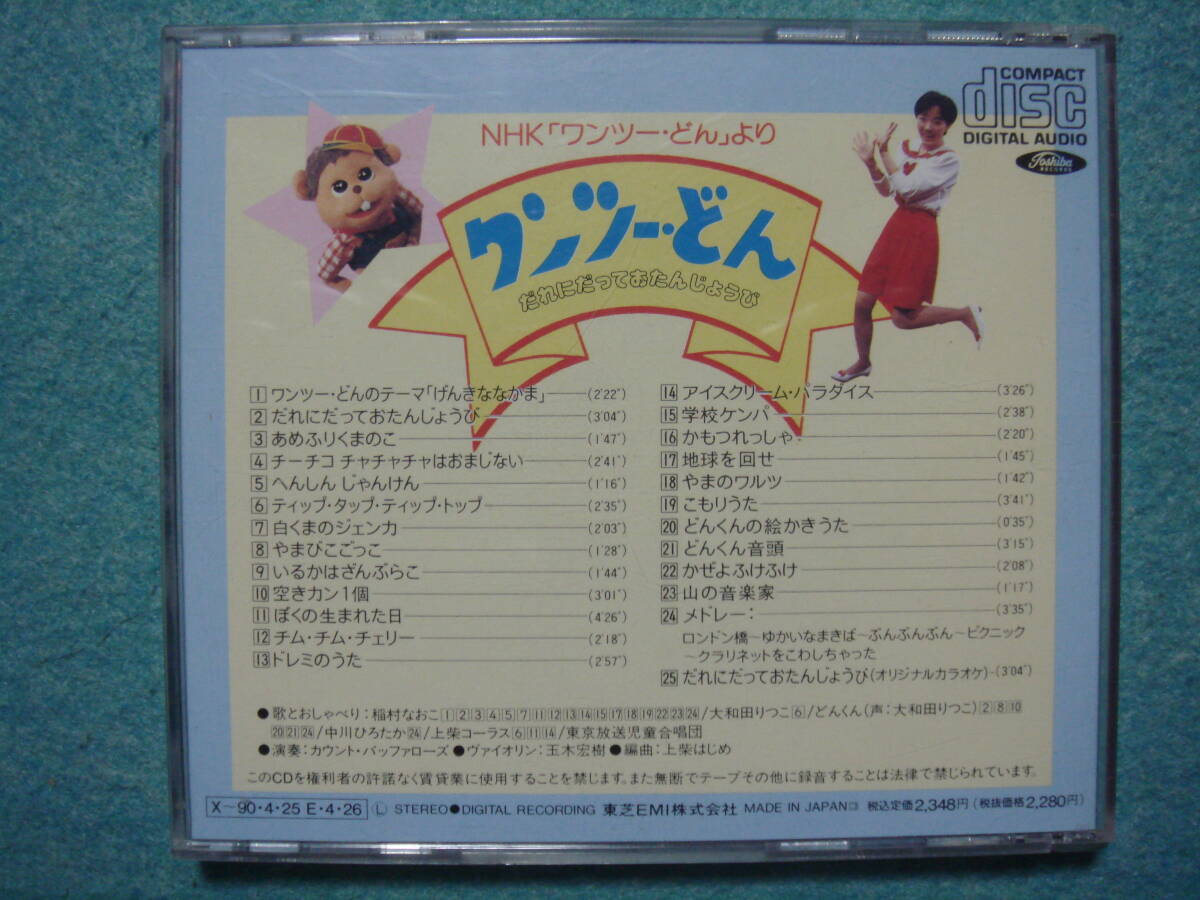 COMPACT
disc
DIGITAL AUDIO
Toshiba
RECORDS
NHK「ワンツー・どん」より
ワンツー・どん
だれにだっておたんじょうび
1 ワンツー・どんのテーマ「げんきななかま」(2'22")
2 だれにだっておたんじょうび(3'04")
3 あめふりくまのこ(1'47")
4 チーチコ チャチャチャはおまじない(2'41")
5 へんしん じゃんけん(1'16")
6 ティップ・タップ・ティップ・トップ(2'35")
7 白くまのジェンカ(2'03")
8 やまびこごっこ(1'28")
9 いるかはざんぶらこ(1'44")
10 空きカン1個(3'01")
11 ぼくの生まれた日(4'26")
12 チム・チム・チェリー(2'18")
13 ドレミのうた(2'57")
14 アイスクリーム・パラダイス(3'26")
15 学校ケンパ(2'38")
16 かもつれっしゃ(2'20")
17 地球を回せ(1'45")
18 やまのワルツ(1'42")
19 こもりうた(3'41")
20 どんくんの絵かきうた(0'35")
21 どんくん音頭(3'15")
22 かぜよふけふけ(2'08")
23 山の音楽家(1'17")
24 メドレー:(3'35")
ロンドン橋〜ゆかいなまきば〜ぶんぶんぶん〜ピクニック
〜クラリネットをこわしちゃった
25 だれにだっておたんじょうび(オリジナルカラオケ)(3'04")
●歌とおしゃべり:稲村なおこ1 2 3 4 5 7 11 12 13 14 15 17 18 19 22 23 24/大和田りつこ6/どんくん(声:大和田りつこ)2 8 10
20 21 24/中川ひろたか24/上柴コーラス6 11 14/東京放送児童合唱団
●演奏:カウント・バッファローズ●ヴァイオリン:玉木宏樹●編曲:上柴はじめ
このCDを権利者の許諾なく賃貸業に使用することを禁じます。また無断でテープその他に録音することは法律で禁じられています。
X〜90・4・25 E・4・26 Ⓛ STEREO●DIGITAL RECORDING 東芝EMI株式会社 MADE IN JAPAN 税込定価2,348円(税抜価格2,280円)